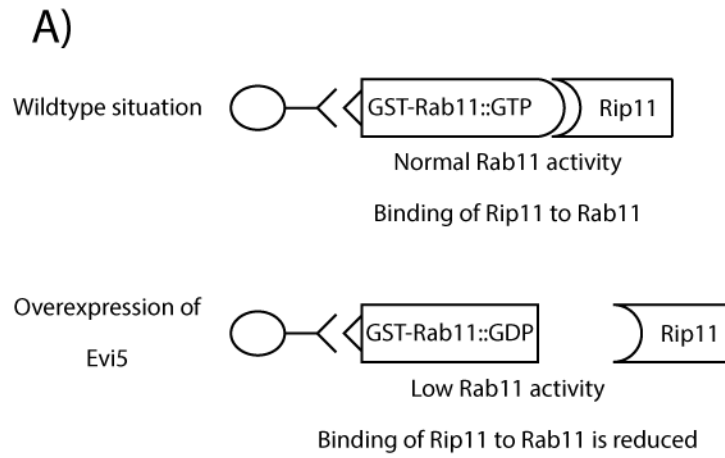 A)
Wildtype situation
GST-Rab11::GTP
Rip11
Normal Rab11 activity
Binding of Rip11 to Rab11
Overexpression of
Evi5
GST-Rab11::GDP
Rip11
Low Rab11 activity
Binding of Rip11 to Rab11 is reduced